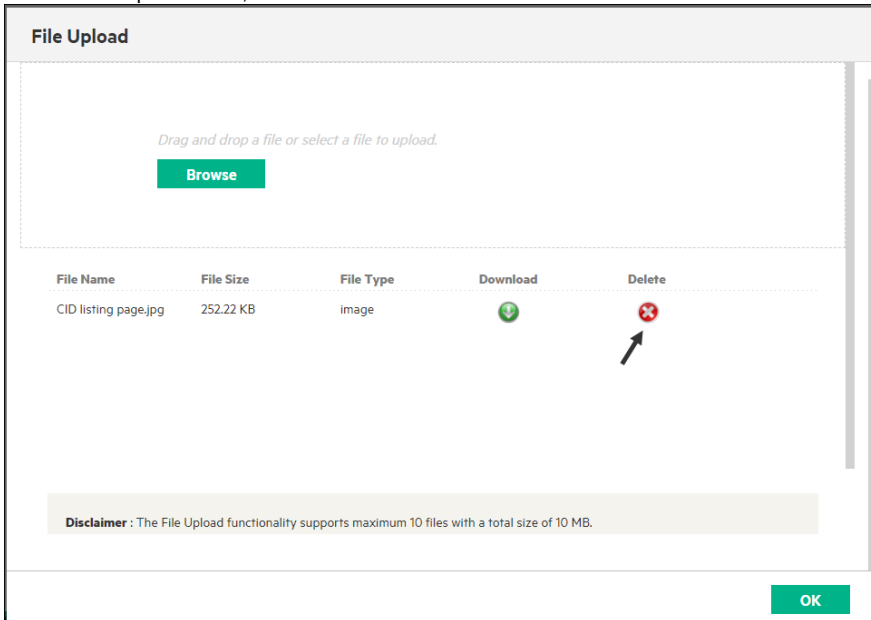 File Upload
Drag and drop a file or select a file to upload.
Browse
File Name File Size File Type Download Delete
CID listing page.jpg 252.22 KB image
Disclaimer : The File Upload functionality supports maximum 10 files with a total size of 10 MB.
OK